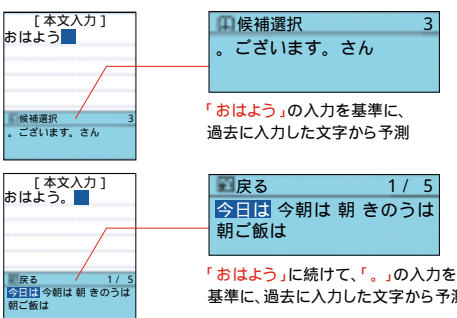 [本文入力]
おはよう
候補選択 3
。ございます。さん
候補選択 3
。ございます。さん
「おはよう」の入力を基準に、
過去に入力した文字から予測
[本文入力]
おはよう。
戻る 1/ 5
今日は 今朝は 朝 きのうは
朝ご飯は
戻る 1/ 5
今日は 今朝は 朝 きのうは
朝ご飯は
「おはよう」に続けて、「。」の入力を
基準に、過去に入力した文字から予測